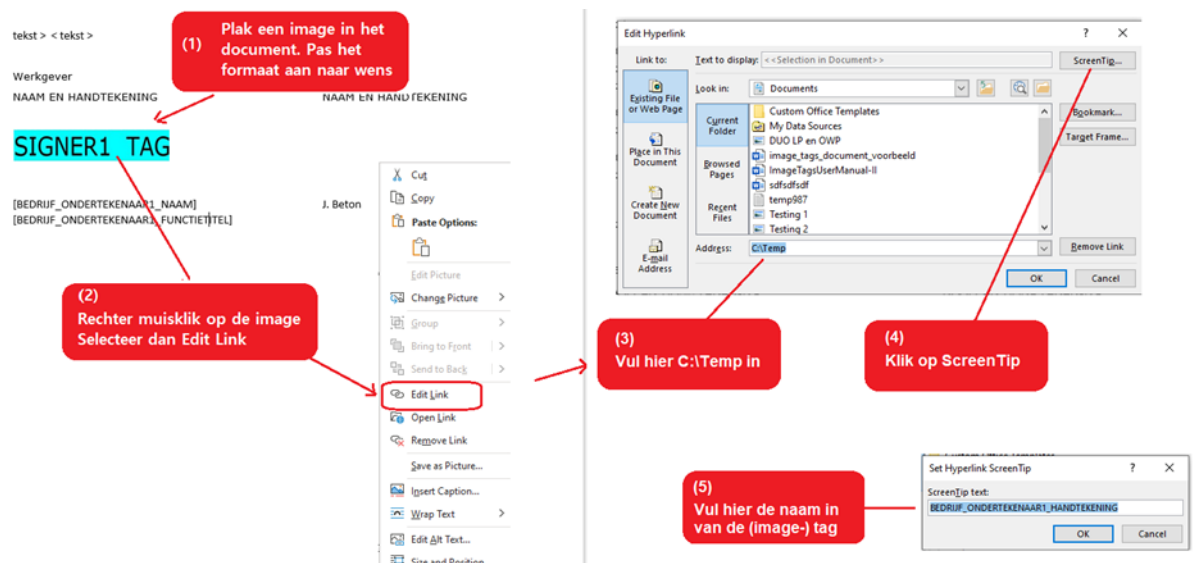 tekst > < tekst >
(1)
Plak een image in het
document. Pas het
formaat aan naar wens
Werkgever
NAAM EN HANDTEKENING
NAAM EN HANDTEKENING
SIGNER1_TAG
[BEDRIJF_ONDERTEKENAAR1_NAAM]
J. Beton
[BEDRIJF_ONDERTEKENAAR1_FUNCTIETITEL]
(2)
Rechter muisklik op de image
Selecteer dan Edit Link
Cut
Copy
Paste Options:
Edit Picture
Change Picture
Group
Bring to Front
Send to Back
Edit Link
Open Link
Remove Link
Save as Picture...
Insert Caption...
Wrap Text
Edit Alt Text...
Size and Position
Edit Hyperlink
?
Link to:
Text to display:
<<Selection in Document>>
ScreenTip...
Existing File
or Web Page
Place in This
Document
Create New
Document
E-mail
Address
Look in:
Documents
Current
Folder
Browsed
Pages
Recent
Files
Custom Office Templates
My Data Sources
DUO LP en OWP
image_tags_document_voorbeeld
ImageTagsUserManual-II
sdfsdfsdf
temp987
Testing 1
Testing 2
Bookmark...
Target Frame...
Address:
C:\Temp
Remove Link
OK
Cancel
(3)
Vul hier C:\Temp in
(4)
Klik op ScreenTip
(5)
Vul hier de naam in
van de (image-) tag
Set Hyperlink ScreenTip
?
ScreenTip text:
BEDRIJF_ONDERTEKENAAR1_HANDTEKENING
OK
Cancel